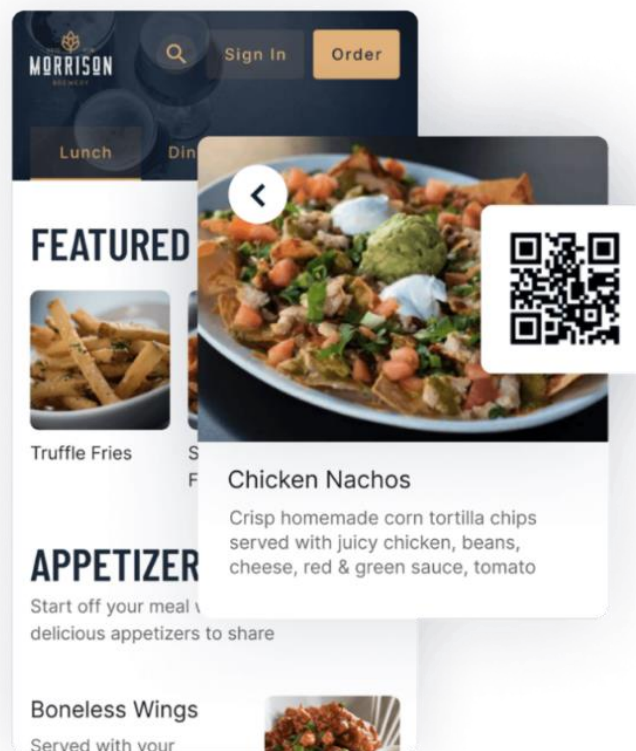 MORRISON
BREWERY
Sign In
Order
Lunch
Din
FEATURED
Truffle Fries
S
F
Chicken Nachos
Crisp homemade corn tortilla chips
served with juicy chicken, beans,
cheese, red & green sauce, tomato
APPETIZER
Start off your meal
delicious appetizers to share
Boneless Wings
Served with your